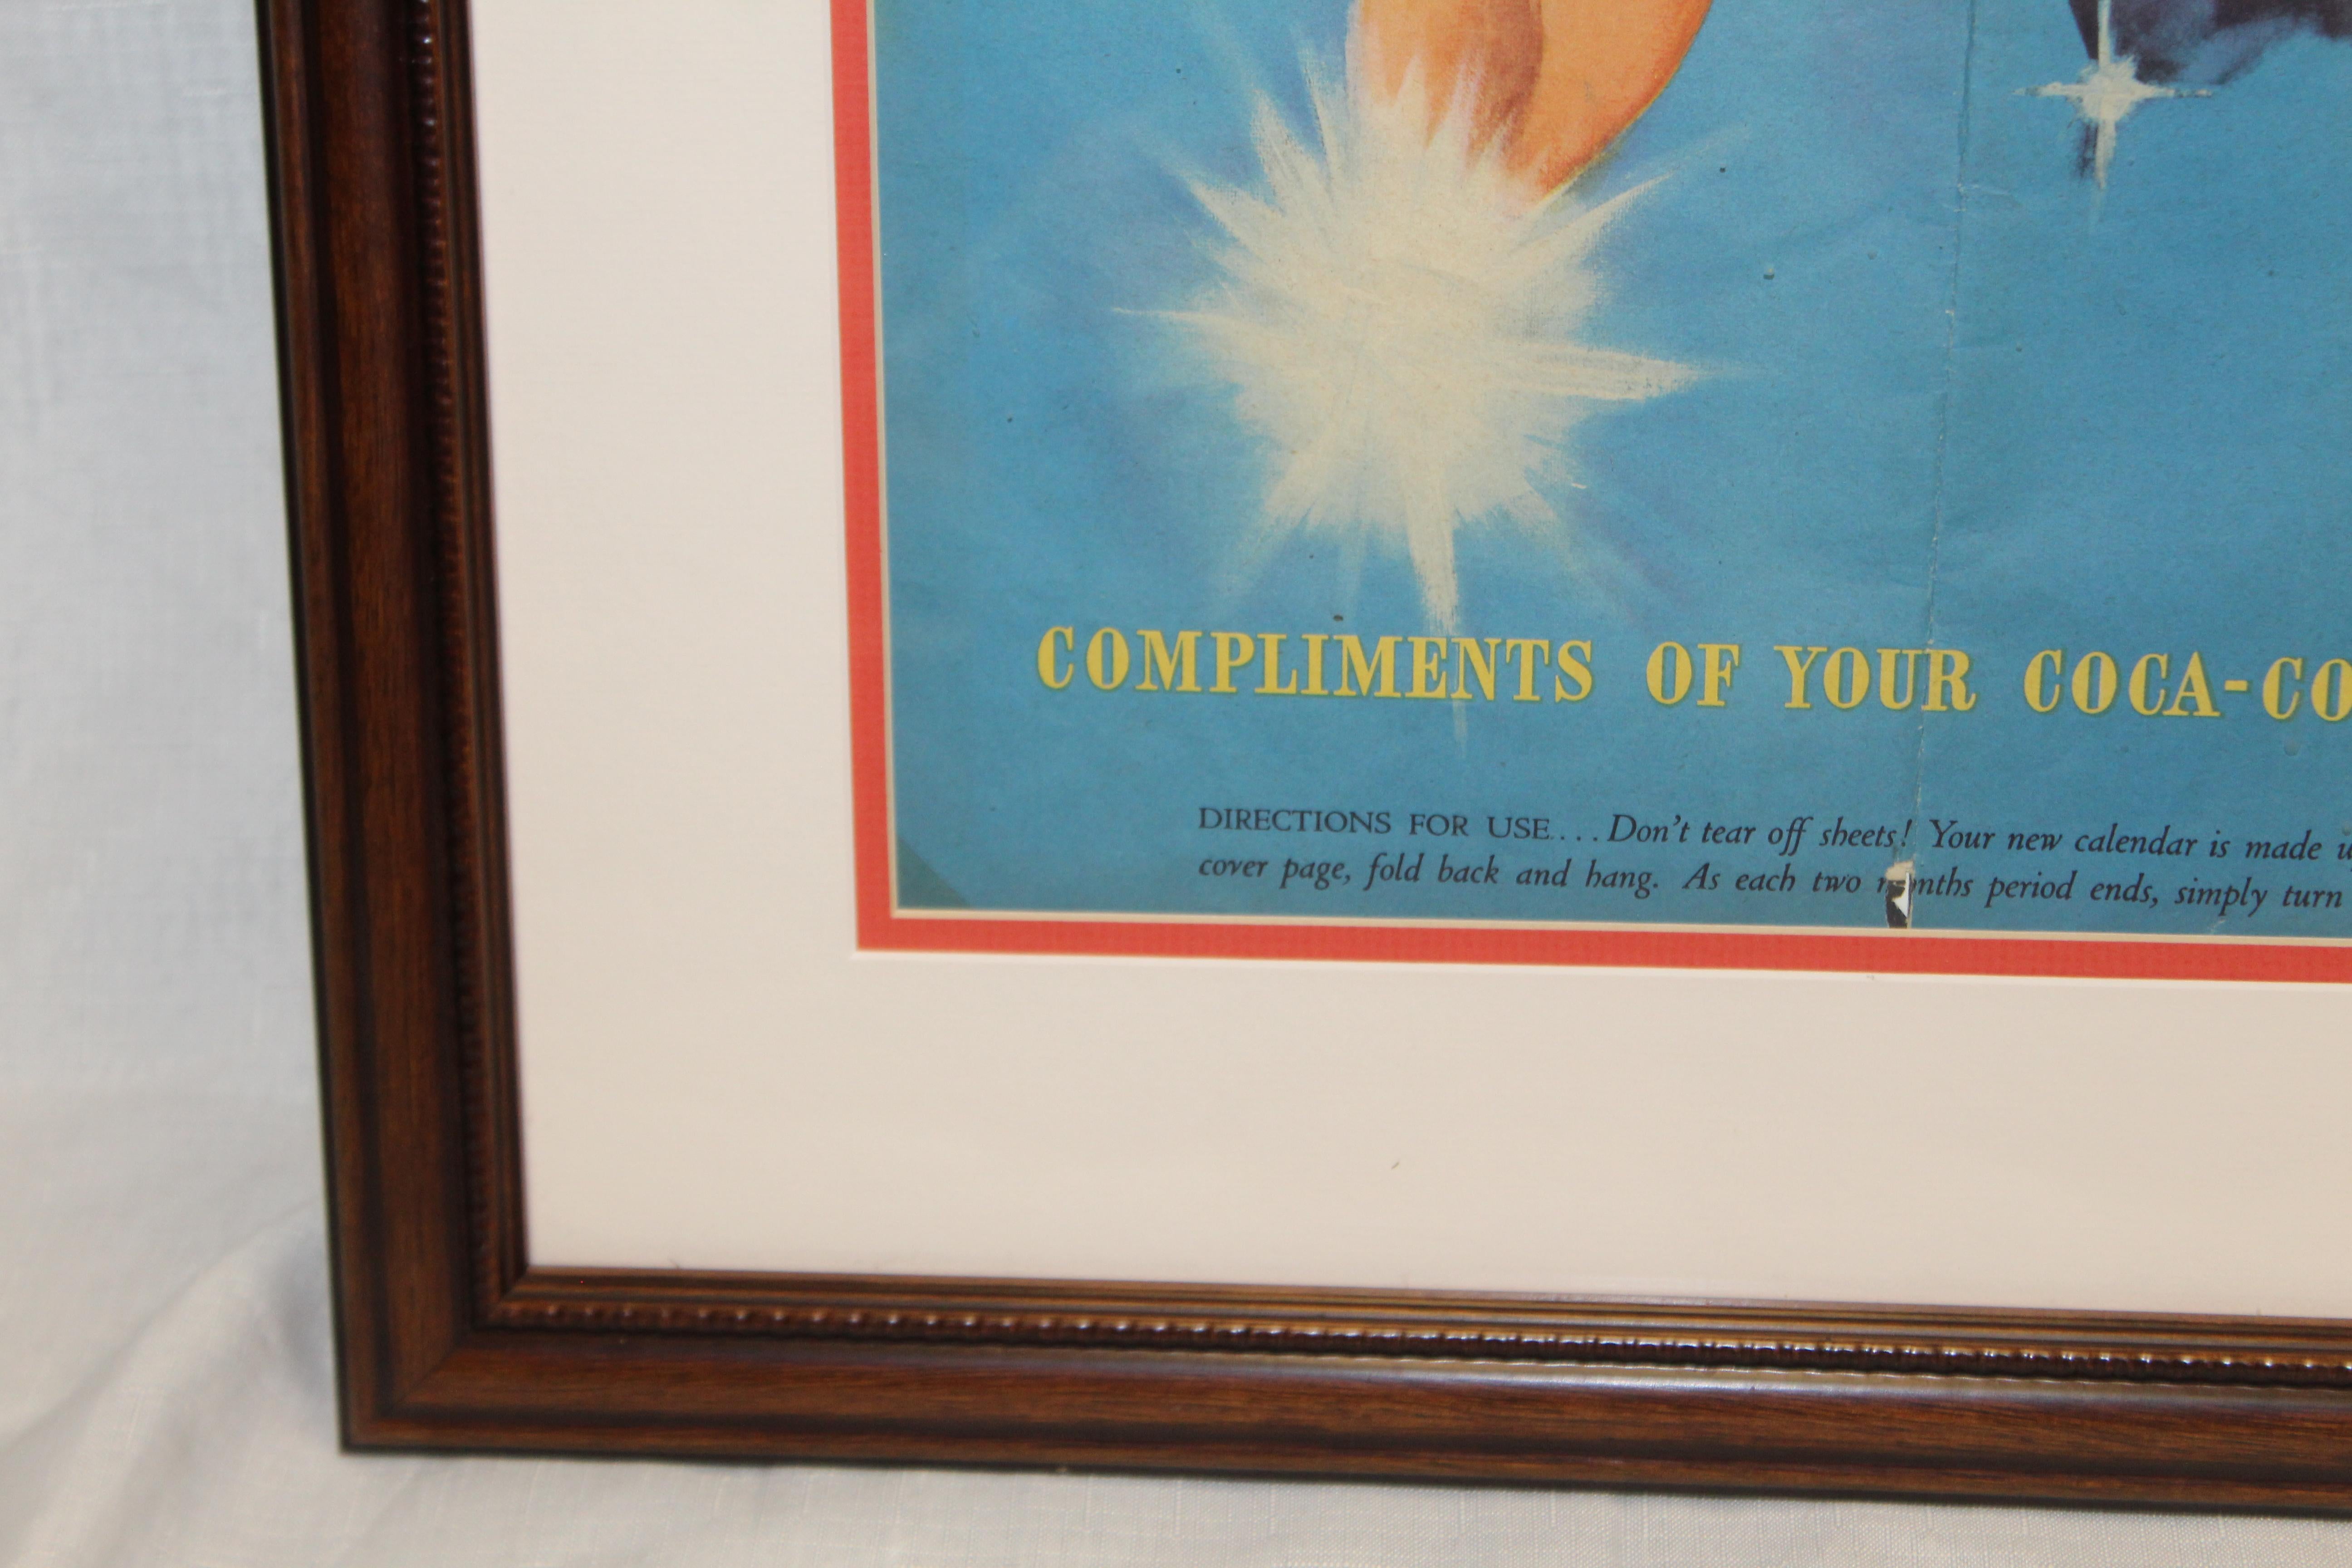 COMPLIMENTS OF YOUR COCA-CO
DIRECTIONS FOR USE.... Don't tear off sheets! Your new calendar is made
cover page, fold back and hang. As each two period ends, simply turn